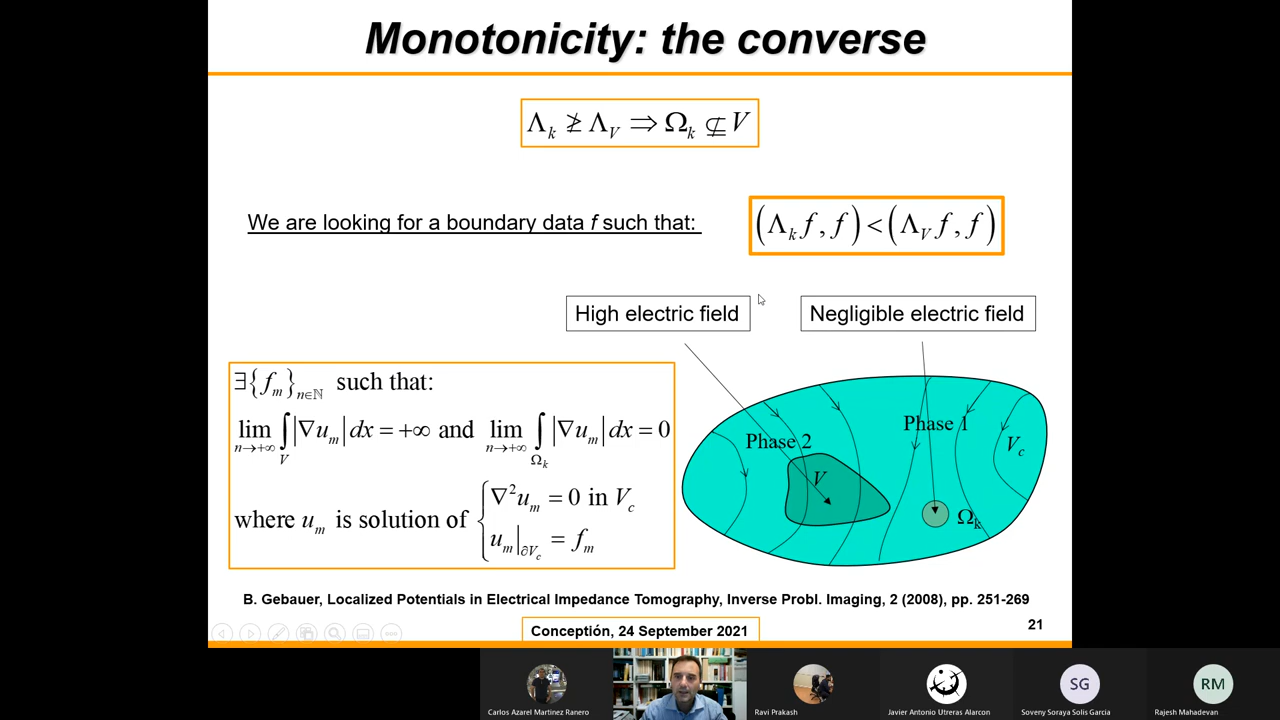 Monotonicity: the converse
Λ_k ≱ Λ_V ⇒ Ω_k ⊈ V
We are looking for a boundary data f such that:
(Λ_k f, f) < (Λ_V f, f)
High electric field
Negligible electric field
∃{f_m}_{n∈ℕ} such that:
lim_{n→+∞} ∫_V |∇u_m| dx = +∞ and lim_{n→+∞} ∫_{Ω_k} |∇u_m| dx = 0
where u_m is solution of { ∇²u_m = 0 in V_c
u_m|_{∂V_c} = f_m
Phase 1
Phase 2
V_c
V
Ω_k
B. Gebauer, Localized Potentials in Electrical Impedance Tomography, Inverse Probl. Imaging, 2 (2008), pp. 251-269
Conceptión, 24 September 2021
21
SG
RM
Carlos Azarel Martinez Ranero
Ravi Prakash
Javier Antonio Utreras Alarcon
Soveny Soraya Solis Garcia
Rajesh Mahadevan